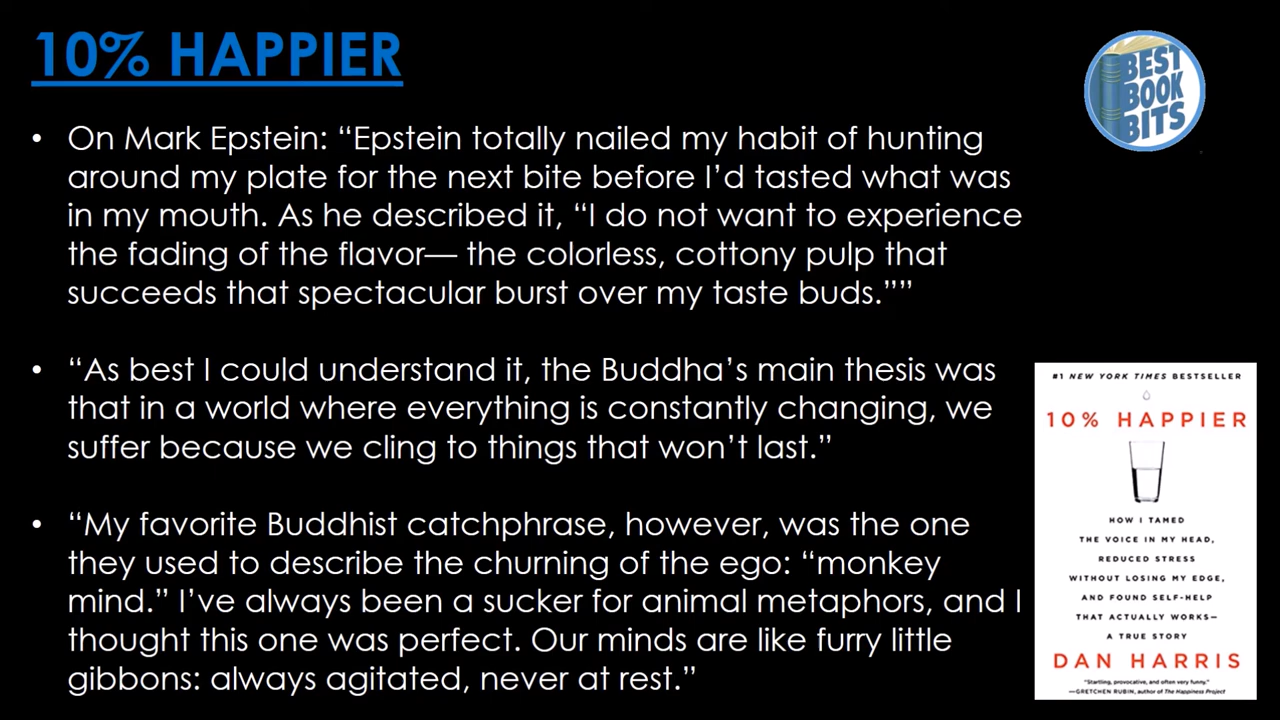 10% HAPPIER
BEST
BOOK
BITS
• On Mark Epstein: “Epstein totally nailed my habit of hunting
around my plate for the next bite before I’d tasted what was
in my mouth. As he described it, “I do not want to experience
the fading of the flavor— the colorless, cottony pulp that
succeeds that spectacular burst over my taste buds.””
• “As best I could understand it, the Buddha’s main thesis was
that in a world where everything is constantly changing, we
suffer because we cling to things that won’t last.”
• “My favorite Buddhist catchphrase, however, was the one
they used to describe the churning of the ego: “monkey
mind.” I’ve always been a sucker for animal metaphors, and I
thought this one was perfect. Our minds are like furry little
gibbons: always agitated, never at rest.”
#1 NEW YORK TIMES BESTSELLER
10% HAPPIER
HOW I TAMED
THE VOICE IN MY HEAD,
REDUCED STRESS
WITHOUT LOSING MY EDGE,
AND FOUND SELF-HELP
THAT ACTUALLY WORKS—
A TRUE STORY
DAN HARRIS
"Startling, provocative, and often very funny."
—GRETCHEN RUBIN, author of The Happiness Project